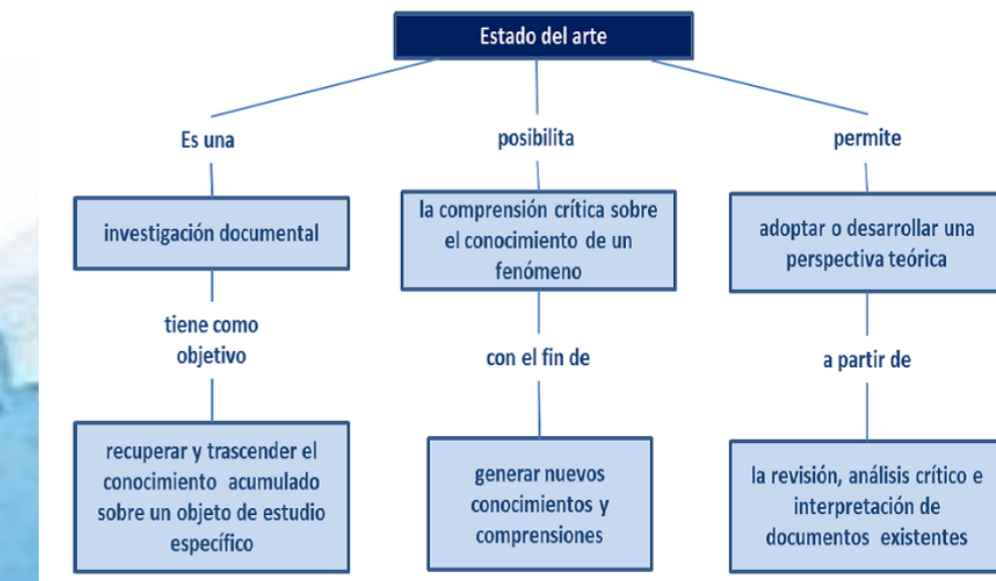 Estado del arte
Es una
posibilita
permite
investigación documental
la comprensión crítica sobre
el conocimiento de un
fenómeno
adoptar o desarrollar una
perspectiva teórica
tiene como
objetivo
con el fin de
a partir de
recuperar y trascender el
conocimiento acumulado
sobre un objeto de estudio
específico
generar nuevos
conocimientos y
comprensiones
la revisión, análisis crítico e
interpretación de
documentos existentes